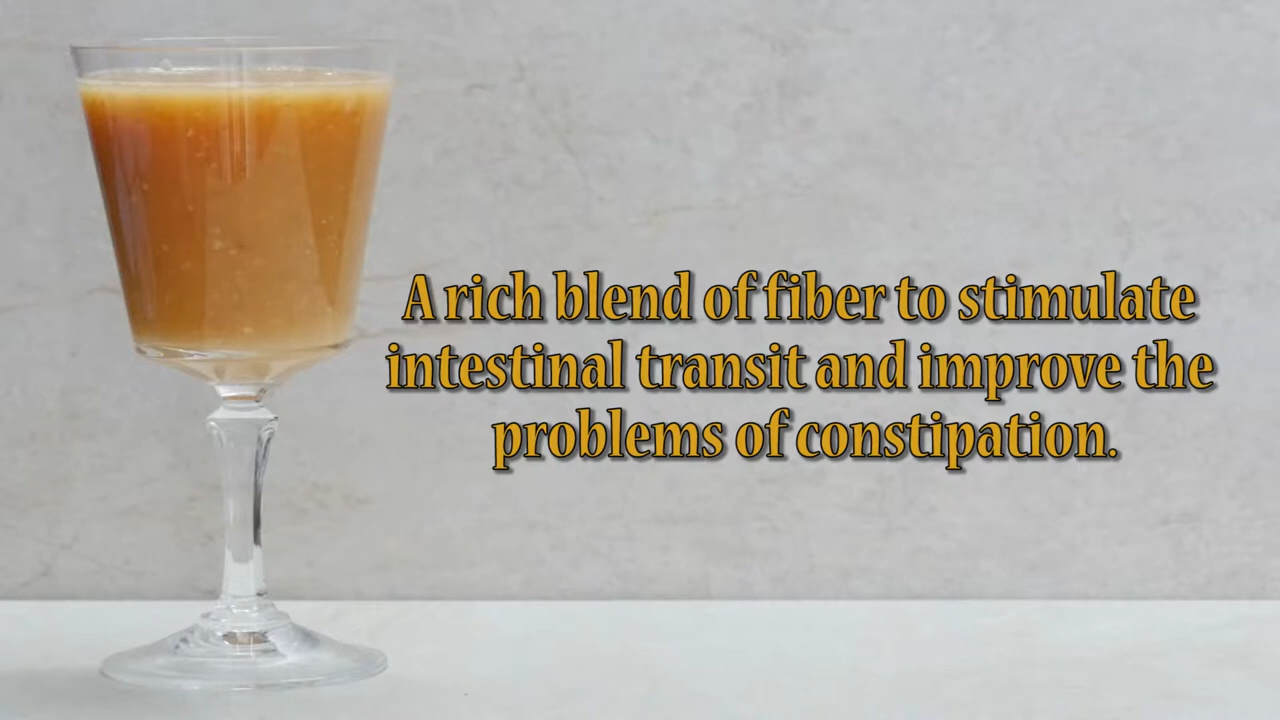 A rich blend of fiber to stimulate
intestinal transit and improve the
problems of constipation.